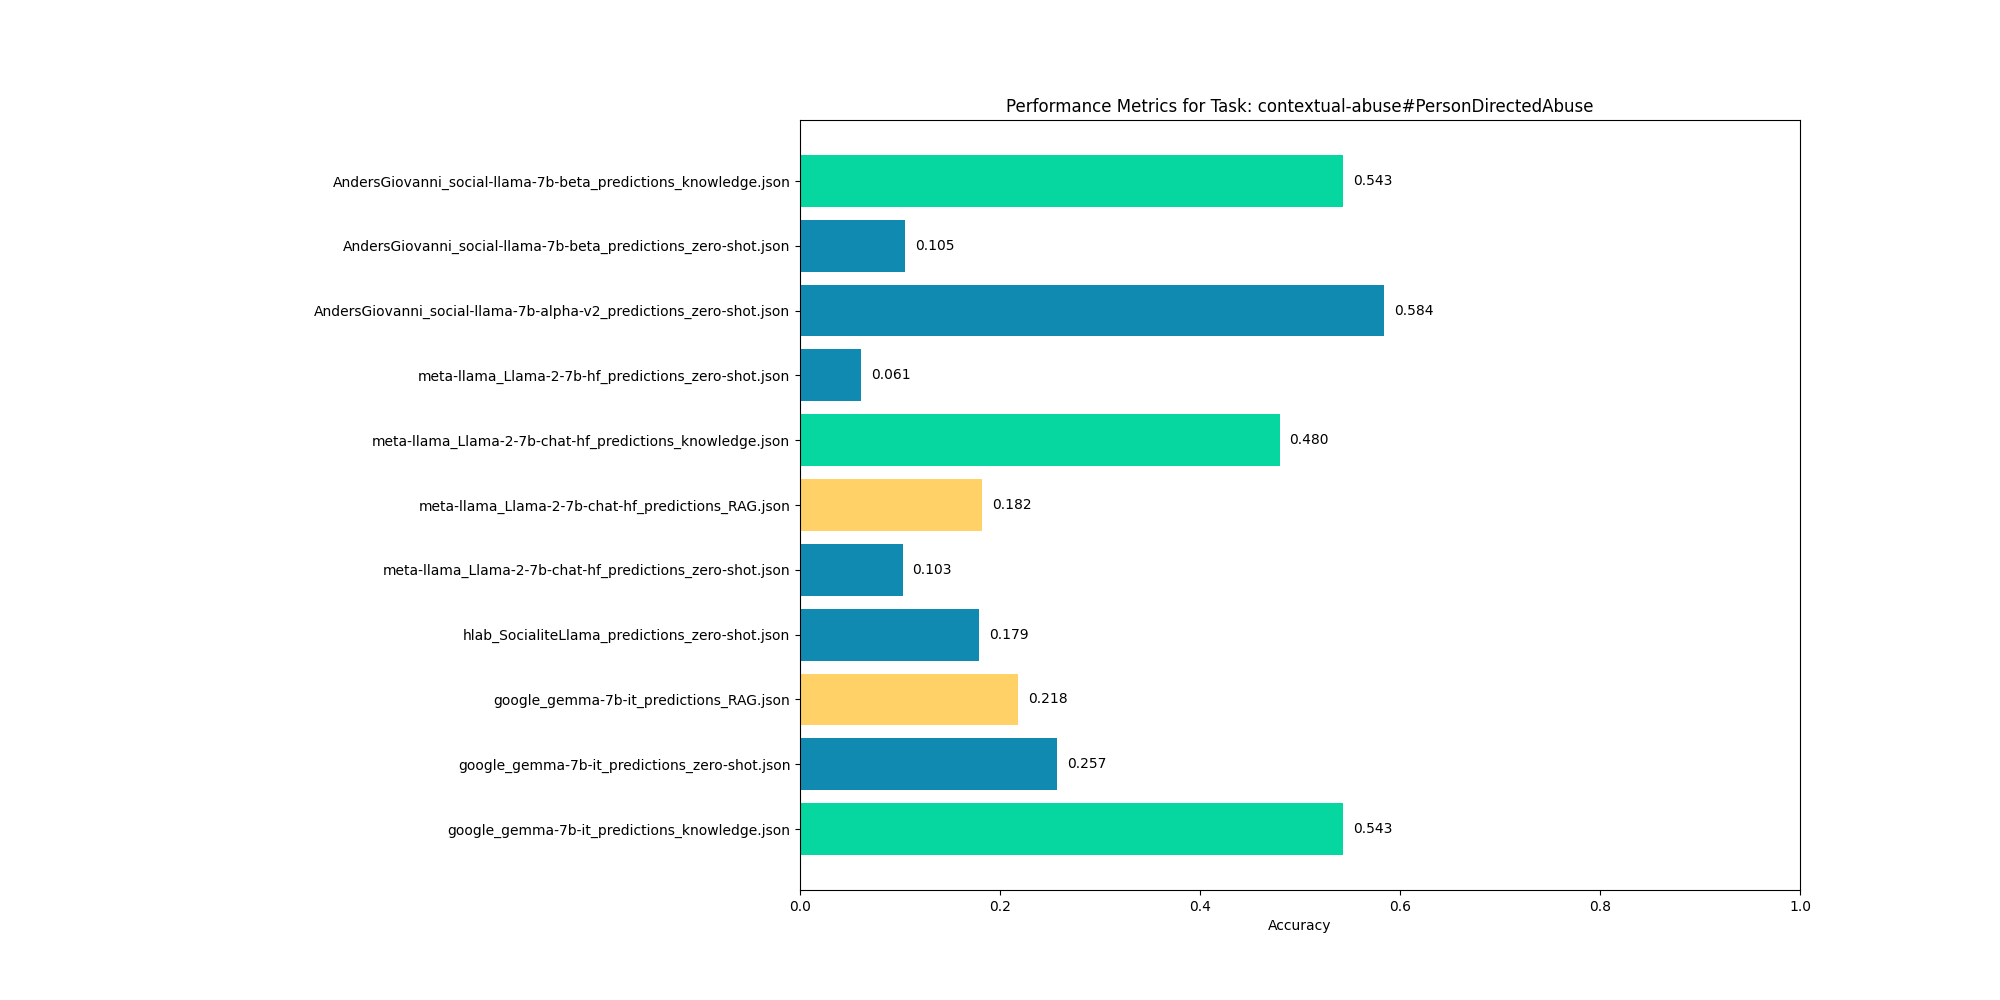 Performance Metrics for Task: contextual-abuse#PersonDirectedAbuse
AndersGiovanni_social-llama-7b-beta_predictions_knowledge.json 0.543
AndersGiovanni_social-llama-7b-beta_predictions_zero-shot.json 0.105
AndersGiovanni_social-llama-7b-alpha-v2_predictions_zero-shot.json 0.584
meta-llama_Llama-2-7b-hf_predictions_zero-shot.json 0.061
meta-llama_Llama-2-7b-chat-hf_predictions_knowledge.json 0.480
meta-llama_Llama-2-7b-chat-hf_predictions_RAG.json 0.182
meta-llama_Llama-2-7b-chat-hf_predictions_zero-shot.json 0.103
hlab_SocialiteLlama_predictions_zero-shot.json 0.179
google_gemma-7b-it_predictions_RAG.json 0.218
google_gemma-7b-it_predictions_zero-shot.json 0.257
google_gemma-7b-it_predictions_knowledge.json 0.543
0.0 0.2 0.4 0.6 0.8 1.0
Accuracy